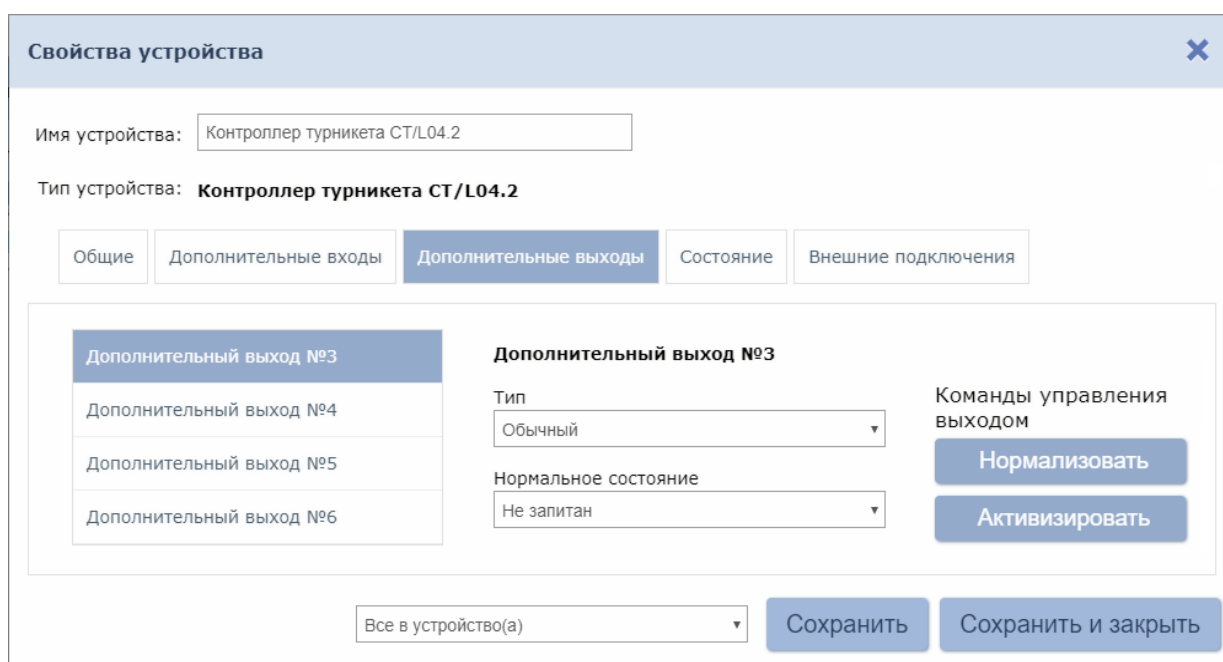 Свойства устройства
Имя устройства: Контроллер турникета CT/L04.2
Тип устройства: Контроллер турникета CT/L04.2
Общие Дополнительные входы Дополнительные выходы Состояние Внешние подключения
Дополнительный выход №3
Дополнительный выход №4
Дополнительный выход №5
Дополнительный выход №6
Дополнительный выход №3
Тип
Обычный
Нормальное состояние
Не запитан
Команды управления
выходом
Нормализовать
Активизировать
Все в устройство(а)
Сохранить
Сохранить и закрыть